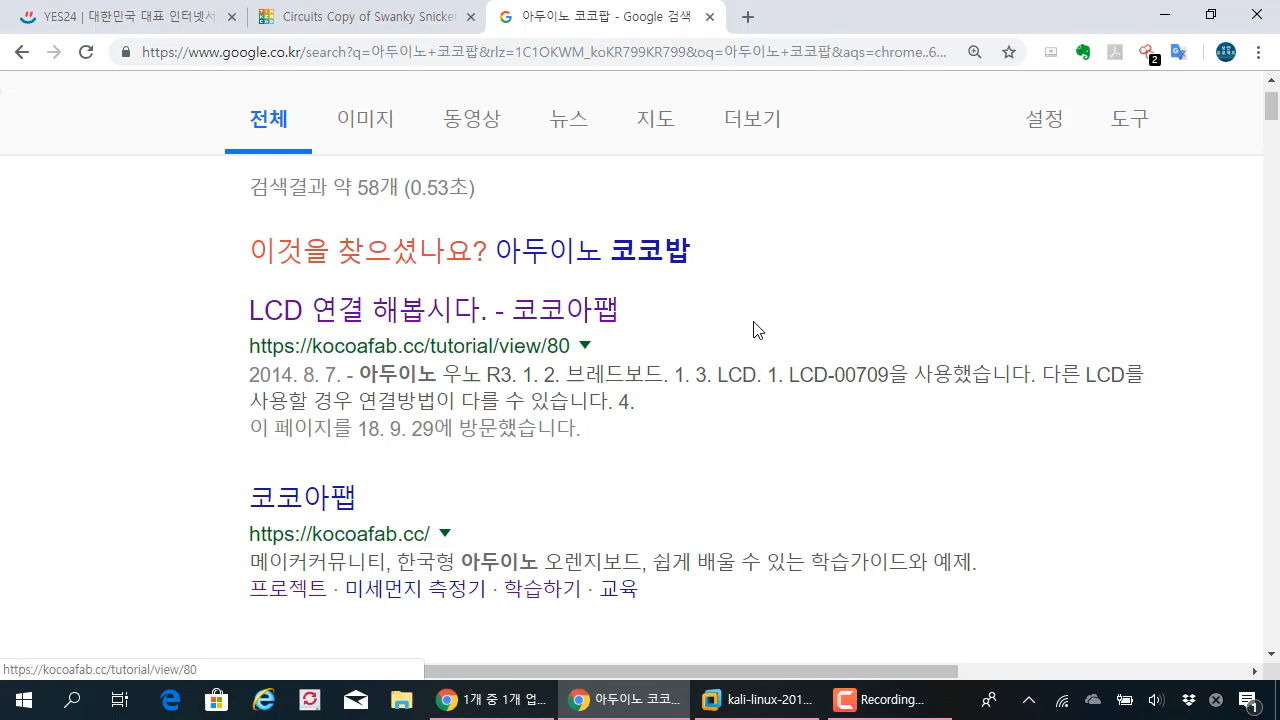 YES24 | 대한민국 대표 인터넷서
Circuits Copy of Swanky Snicket
아두이노 코코팝 - Google 검색
https://www.google.co.kr/search?q=아두이노+코코팝&rlz=1C1OKWM_koKR799KR799&oq=아두이노+코코팝&aqs=chrome..6...
2
전체 이미지 동영상 뉴스 지도 더보기 설정 도구
검색결과 약 58개 (0.53초)
이것을 찾으셨나요? 아두이노 코코밥
LCD 연결 해봅시다. - 코코아팹
https://kocoafab.cc/tutorial/view/80
2014. 8. 7. - 아두이노 우노 R3. 1. 2. 브레드보드. 1. 3. LCD. 1. LCD-00709을 사용했습니다. 다른 LCD를
사용할 경우 연결방법이 다를 수 있습니다. 4.
이 페이지를 18. 9. 29에 방문했습니다.
코코아팹
https://kocoafab.cc/
메이커커뮤니티, 한국형 아두이노 오렌지보드, 쉽게 배울 수 있는 학습가이드와 예제.
프로젝트 · 미세먼지 측정기 · 학습하기 · 교육
https://kocoafab.cc/tutorial/view/80
1개 중 1개 업...
아두이노 코코...
kali-linux-201...
Recording...
1